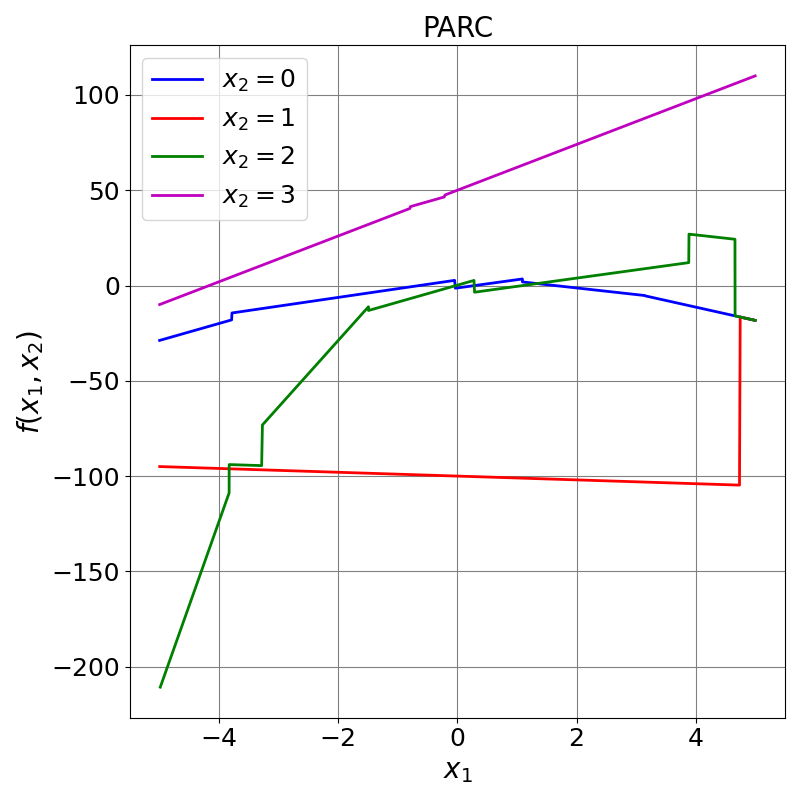 PARC
x₂ = 0
x₂ = 1
x₂ = 2
x₂ = 3
100
50
0
−50
−100
−150
−200
f(x₁, x₂)
−4 −2 0 2 4
x₁